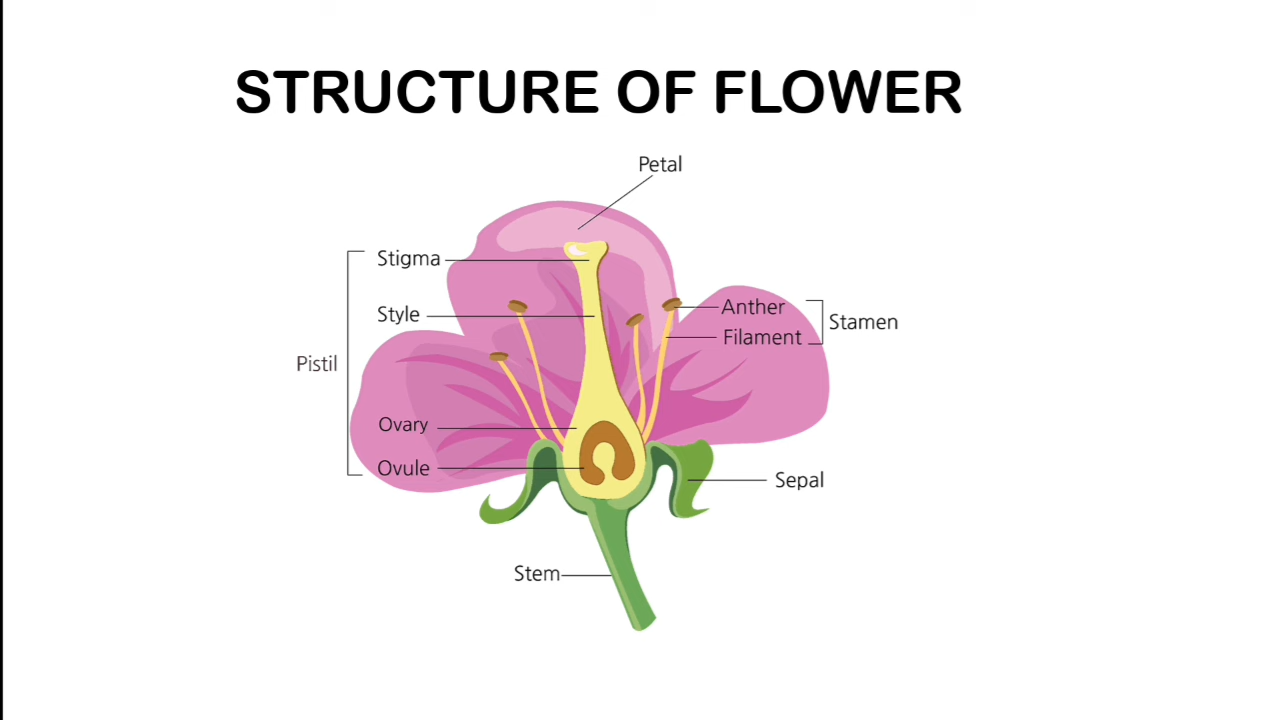 STRUCTURE OF FLOWER
Petal
Stigma
Style
Pistil
Ovary
Ovule
Anther
Filament
Stamen
Sepal
Stem